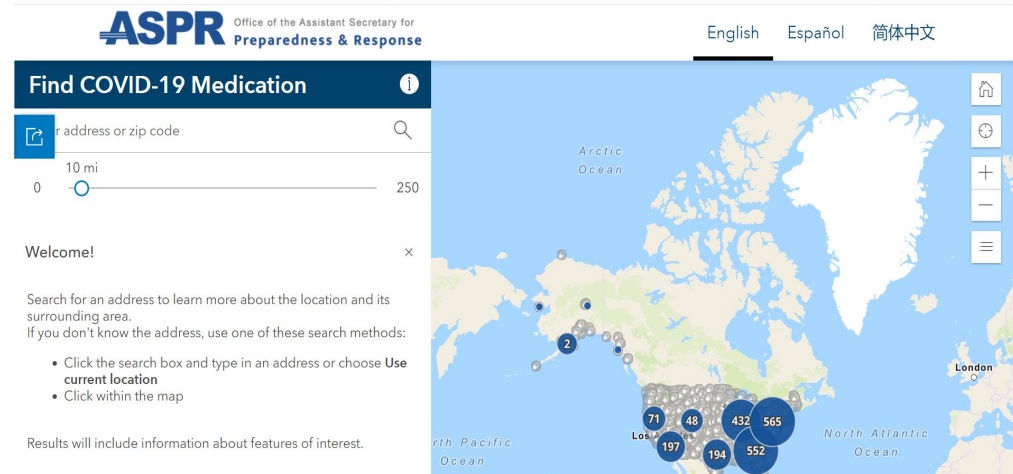 ASPR
Office of the Assistant Secretary for
Preparedness & Response
English Español 简体中文
Find COVID-19 Medication
r address or zip code
10 mi
0 250
Welcome!
Search for an address to learn more about the location and its
surrounding area.
If you don't know the address, use one of these search methods:
• Click the search box and type in an address or choose Use
current location
• Click within the map
Results will include information about features of interest.
Arctic
Ocean
2
London
71
48
432
565
Los
197
194
552
rth Pacific
Ocean
North Atlantic
Ocean